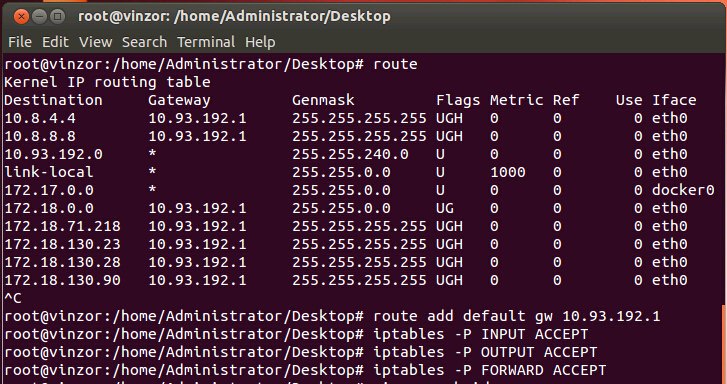 root@vinzor: /home/Administrator/Desktop
File Edit View Search Terminal Help
root@vinzor:/home/Administrator/Desktop# route
Kernel IP routing table
Destination Gateway Genmask Flags Metric Ref Use Iface
10.8.4.4 10.93.192.1 255.255.255.255 UGH 0 0 0 eth0
10.8.8.8 10.93.192.1 255.255.255.255 UGH 0 0 0 eth0
10.93.192.0 * 255.255.240.0 U 0 0 0 eth0
link-local * 255.255.0.0 U 1000 0 0 eth0
172.17.0.0 * 255.255.0.0 U 0 0 0 docker0
172.18.0.0 10.93.192.1 255.255.0.0 UG 0 0 0 eth0
172.18.71.218 10.93.192.1 255.255.255.255 UGH 0 0 0 eth0
172.18.130.23 10.93.192.1 255.255.255.255 UGH 0 0 0 eth0
172.18.130.28 10.93.192.1 255.255.255.255 UGH 0 0 0 eth0
172.18.130.90 10.93.192.1 255.255.255.255 UGH 0 0 0 eth0
^C
root@vinzor:/home/Administrator/Desktop# route add default gw 10.93.192.1
root@vinzor:/home/Administrator/Desktop# iptables -P INPUT ACCEPT
root@vinzor:/home/Administrator/Desktop# iptables -P OUTPUT ACCEPT
root@vinzor:/home/Administrator/Desktop# iptables -P FORWARD ACCEPT